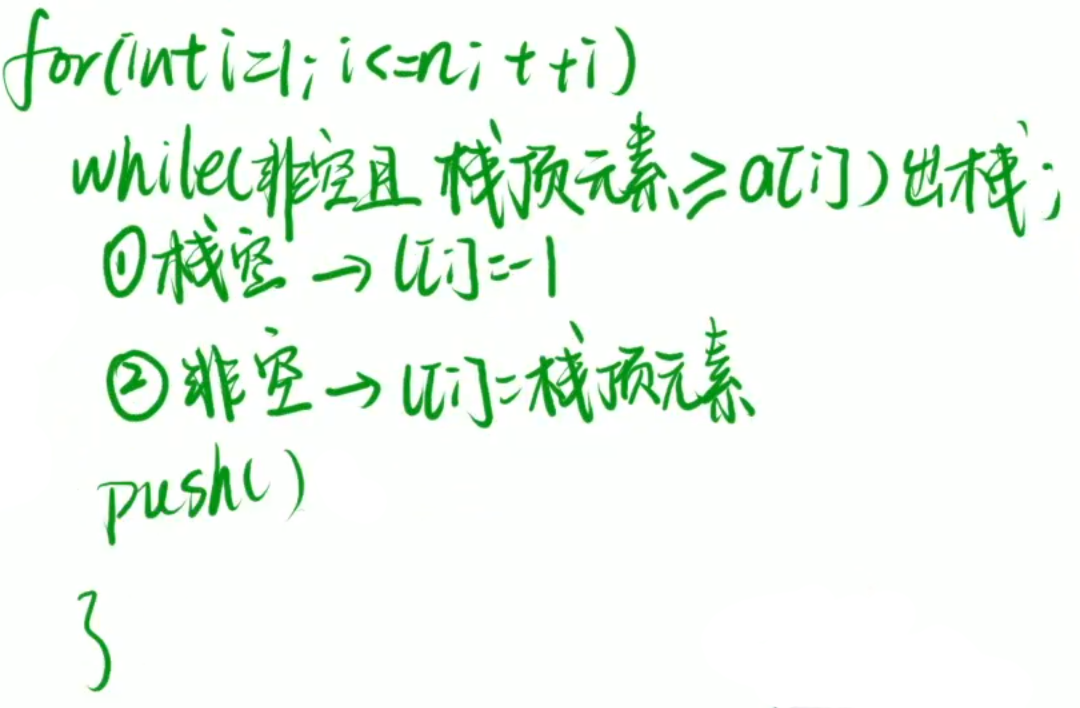 for(int i=1; i<=n; ++i)
while(非空且 栈顶元素≥a[i]) 出栈;
①栈空 → l[i]=-1
②非空 → l[i]=栈顶元素
push()
}